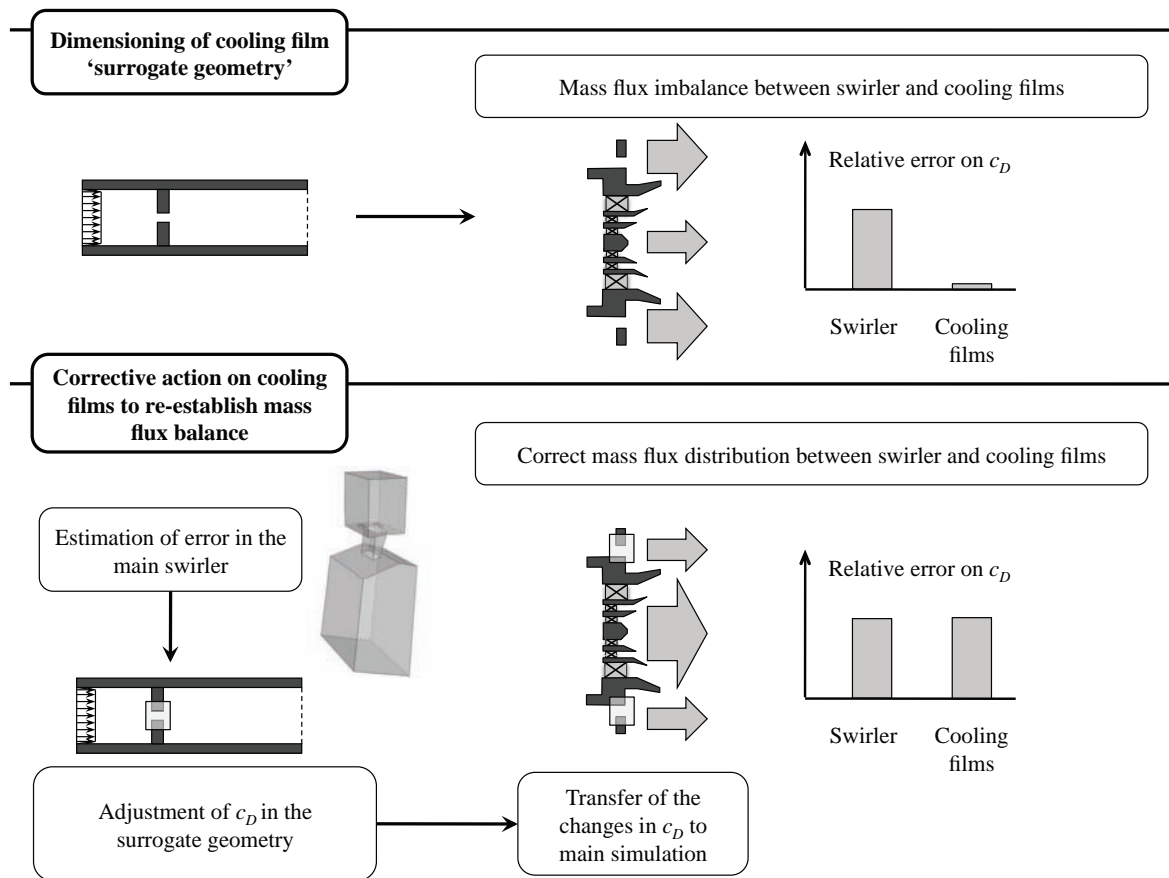 Dimensioning of cooling film
‘surrogate geometry’
Mass flux imbalance between swirler and cooling films
Relative error on c_D
Swirler
Cooling
films
Corrective action on cooling
films to re-establish mass
flux balance
Correct mass flux distribution between swirler and cooling films
Estimation of error in the
main swirler
Relative error on c_D
Swirler
Cooling
films
Adjustment of c_D in the
surrogate geometry
Transfer of the
changes in c_D to
main simulation